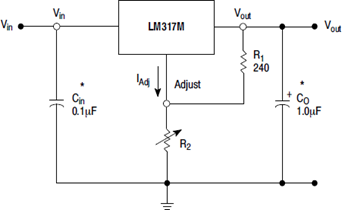 Vin
Vin
LM317M
Vout
Vout
IAdj
Adjust
R1
240
*
Cin
0.1µF
R2
*
+
CO
1.0µF